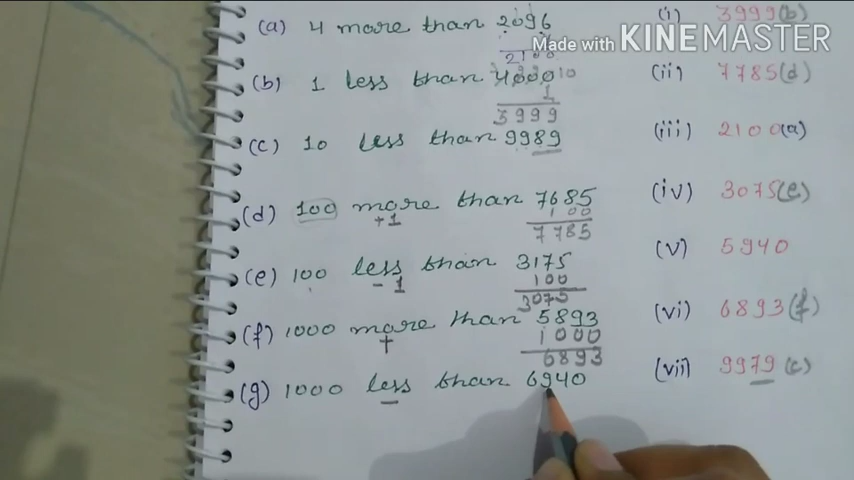 (a) 4 more than 2096 (i) 3999(b)
2100
Made with KINEMASTER
(b) 1 less than 4000 10 (ii) 7785(d)
1
3999
(c) 10 less than 9989 (iii) 2100(a)
(d) 100 more than 7685 (iv) 3075(e)
+1 100
7785
(e) 100 less than 3175 (v) 5940
-1 100
3075
(f) 1000 more than 5893 (vi) 6893(f)
+ 1000
6893
(g) 1000 less than 6940 (vii) 9979(c)